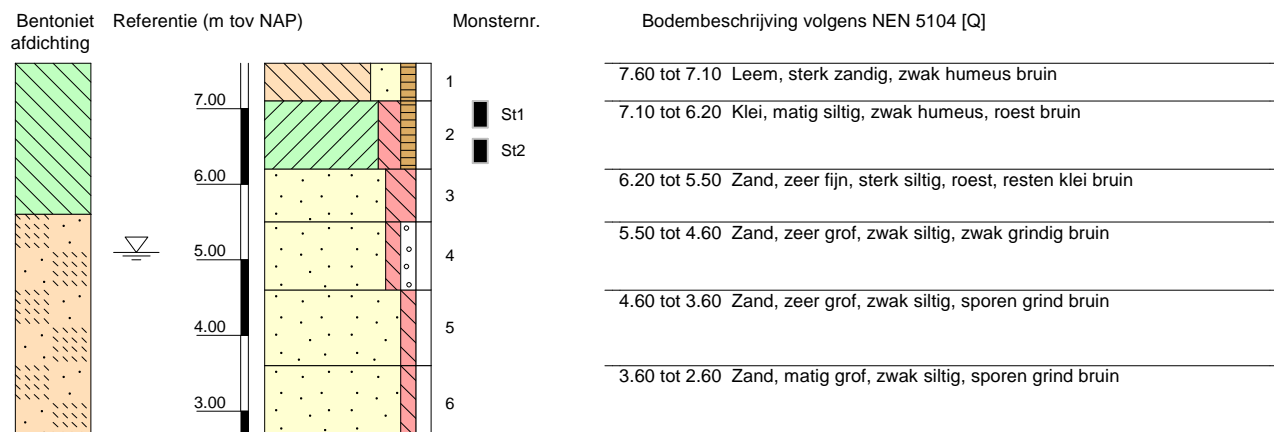 Bentoniet afdichting
Referentie (m tov NAP)
Monsternr.
Bodembeschrijving volgens NEN 5104 [Q]
1
7.60 tot 7.10 Leem, sterk zandig, zwak humeus bruin
7.00
St1
7.10 tot 6.20 Klei, matig siltig, zwak humeus, roest bruin
2
St2
6.00
3
6.20 tot 5.50 Zand, zeer fijn, sterk siltig, roest, resten klei bruin
5.00
4
5.50 tot 4.60 Zand, zeer grof, zwak siltig, zwak grindig bruin
4.00
5
4.60 tot 3.60 Zand, zeer grof, zwak siltig, sporen grind bruin
3.00
6
3.60 tot 2.60 Zand, matig grof, zwak siltig, sporen grind bruin